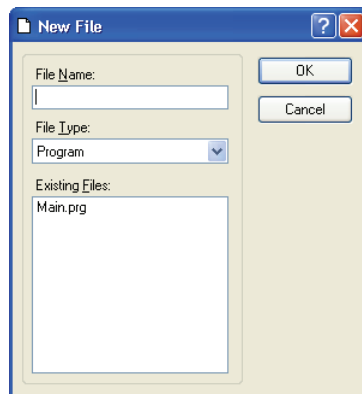 New File
File Name:
OK
Cancel
File Type:
Program
Existing Files:
Main.prg